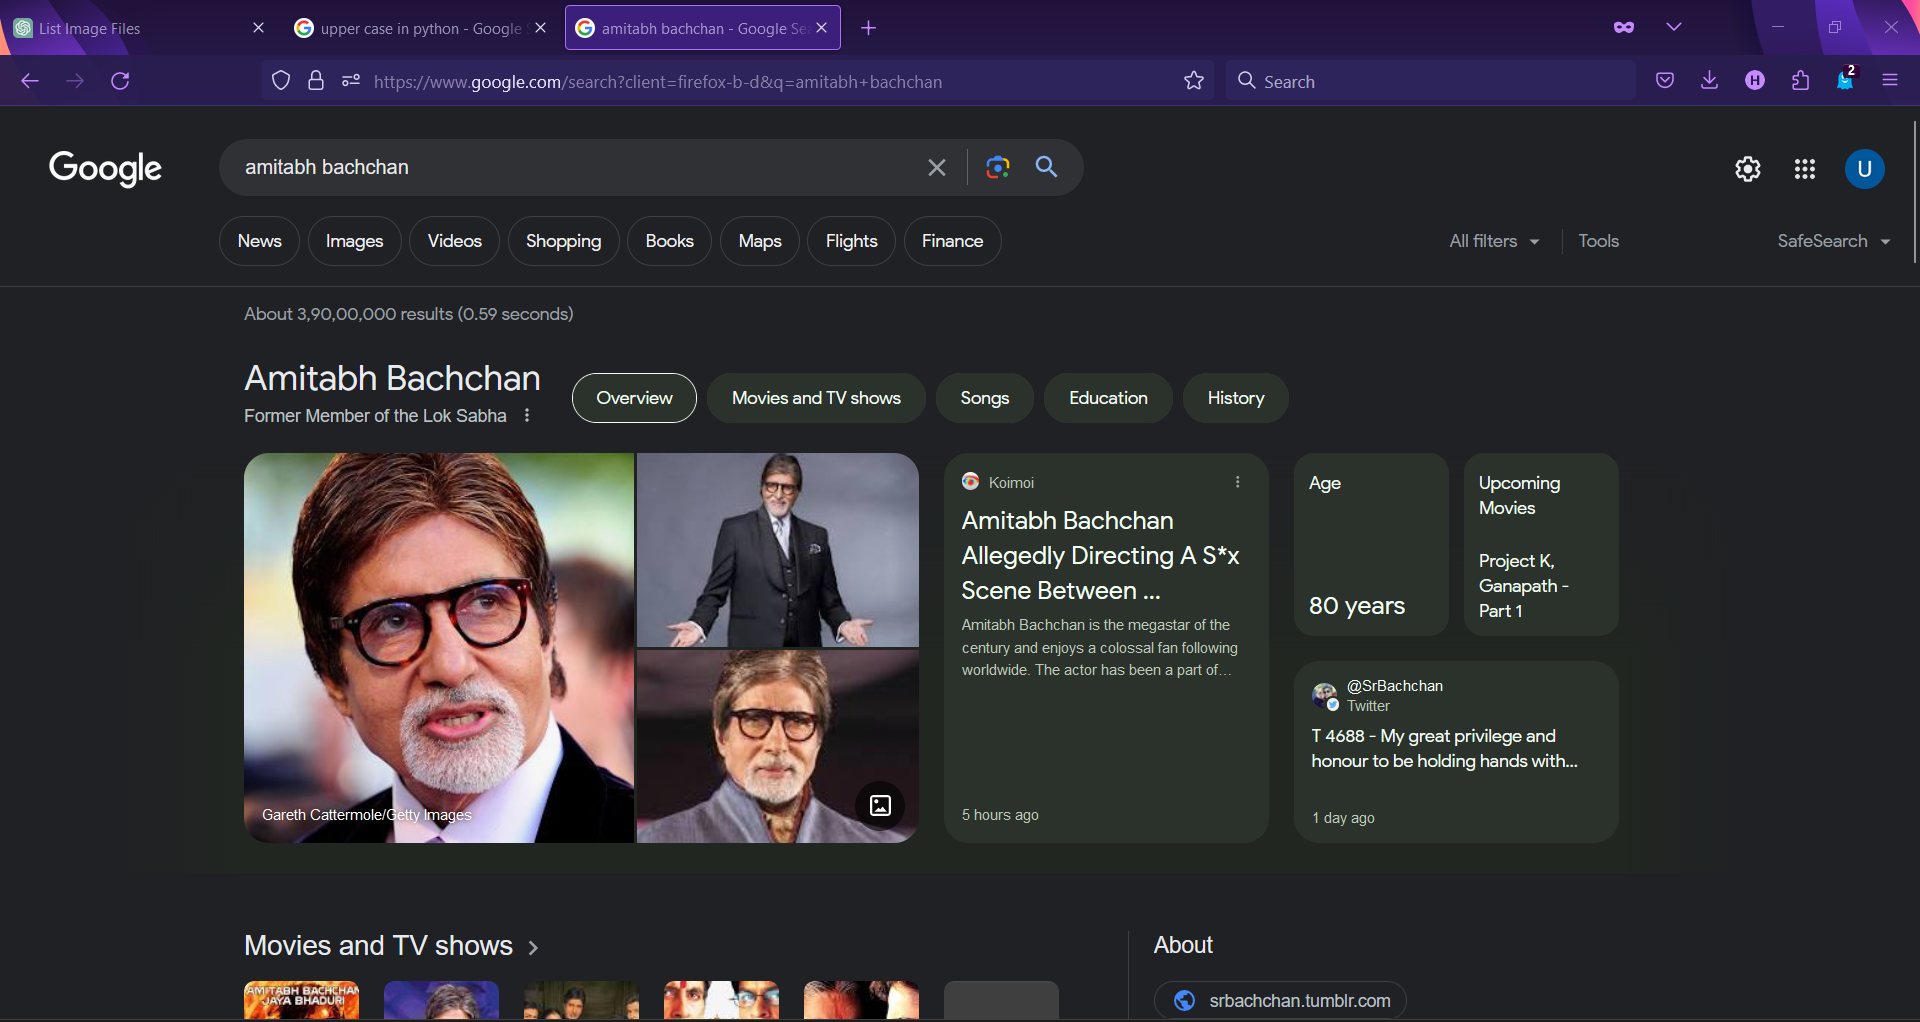 List Image Files
upper case in python - Google S
amitabh bachchan - Google Se
https://www.google.com/search?client=firefox-b-d&q=amitabh+bachchan
Search
H
2
Google
amitabh bachchan
U
News
Images
Videos
Shopping
Books
Maps
Flights
Finance
All filters
Tools
SafeSearch
About 3,90,00,000 results (0.59 seconds)
Amitabh Bachchan
Former Member of the Lok Sabha
Overview
Movies and TV shows
Songs
Education
History
Gareth Cattermole/Getty Images
Koimoi
Amitabh Bachchan
Allegedly Directing A S*x
Scene Between ...
Amitabh Bachchan is the megastar of the
century and enjoys a colossal fan following
worldwide. The actor has been a part of...
5 hours ago
Age
80 years
Upcoming
Movies
Project K,
Ganapath -
Part 1
@SrBachchan
Twitter
T 4688 - My great privilege and
honour to be holding hands with...
1 day ago
Movies and TV shows
AMITABH BACHCHAN
JAYA BHADURI
About
srbachchan.tumblr.com